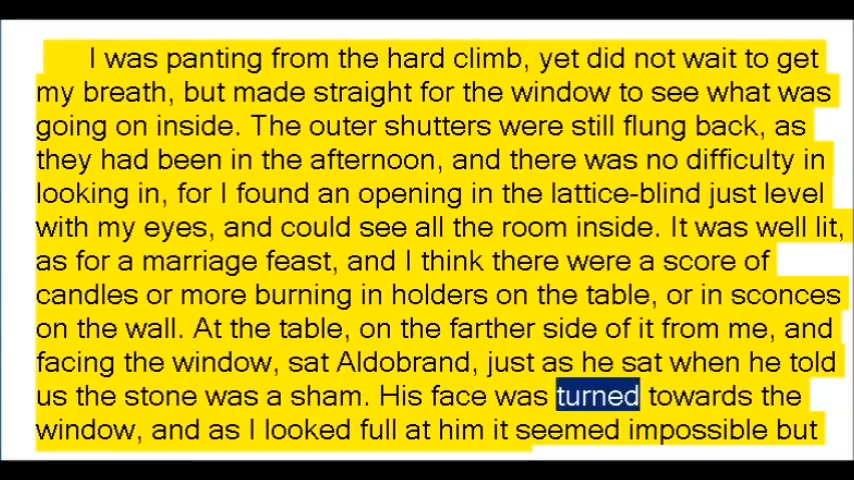 I was panting from the hard climb, yet did not wait to get
my breath, but made straight for the window to see what was
going on inside. The outer shutters were still flung back, as
they had been in the afternoon, and there was no difficulty in
looking in, for I found an opening in the lattice-blind just level
with my eyes, and could see all the room inside. It was well lit,
as for a marriage feast, and I think there were a score of
candles or more burning in holders on the table, or in sconces
on the wall. At the table, on the farther side of it from me, and
facing the window, sat Aldobrand, just as he sat when he told
us the stone was a sham. His face was turned towards the
window, and as I looked full at him it seemed impossible but